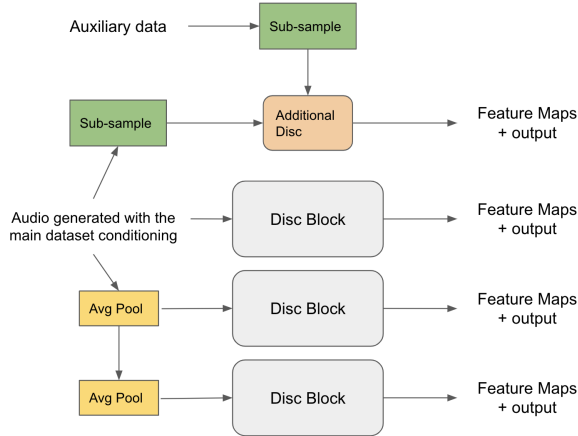 Auxiliary data
Sub-sample
Sub-sample
Additional
Disc
Feature Maps
+ output
Audio generated with the
main dataset conditioning
Disc Block
Feature Maps
+ output
Avg Pool
Disc Block
Feature Maps
+ output
Avg Pool
Disc Block
Feature Maps
+ output